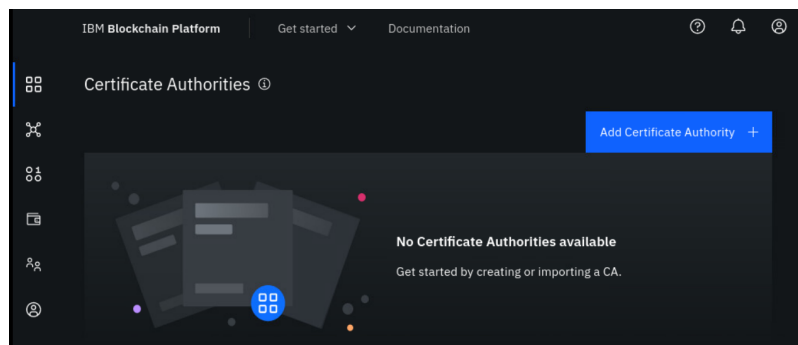 IBM Blockchain Platform
Get started
Documentation
Certificate Authorities
Add Certificate Authority +
No Certificate Authorities available
Get started by creating or importing a CA.